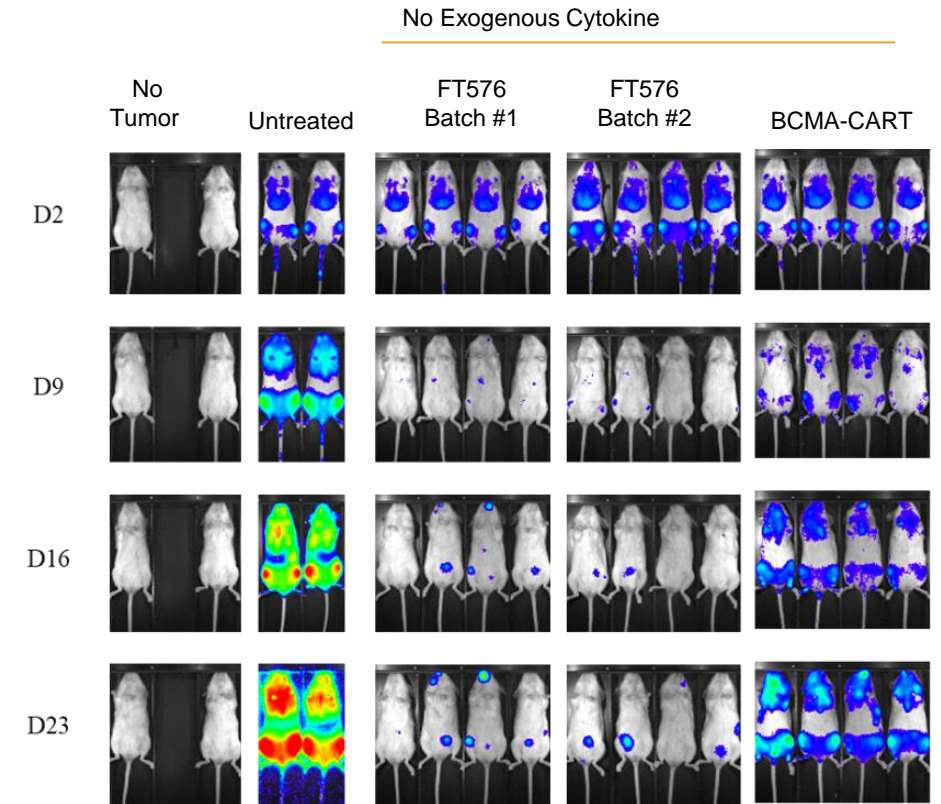 No Exogenous Cytokine
No
Tumor
Untreated
FT576
Batch #1
FT576
Batch #2
BCMA-CART
D2
D9
D16
D23